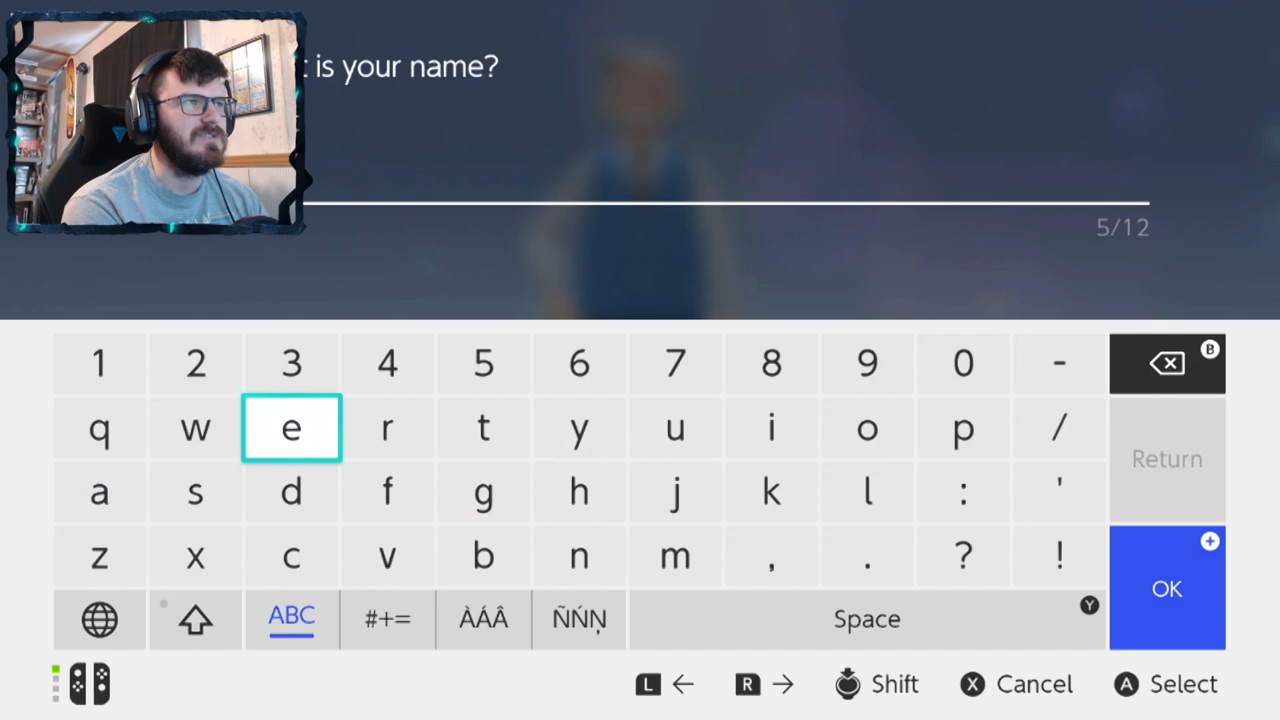 is your name?
5/12
1 2 3 4 5 6 7 8 9 0 - B
q w e r t y u i o p / Return
a s d f g h j k l : '
z x c v b n m , . ? ! + OK
ABC #+= ÀÁÂ ÑŃŅ Space Y
L ← R → Shift X Cancel A Select